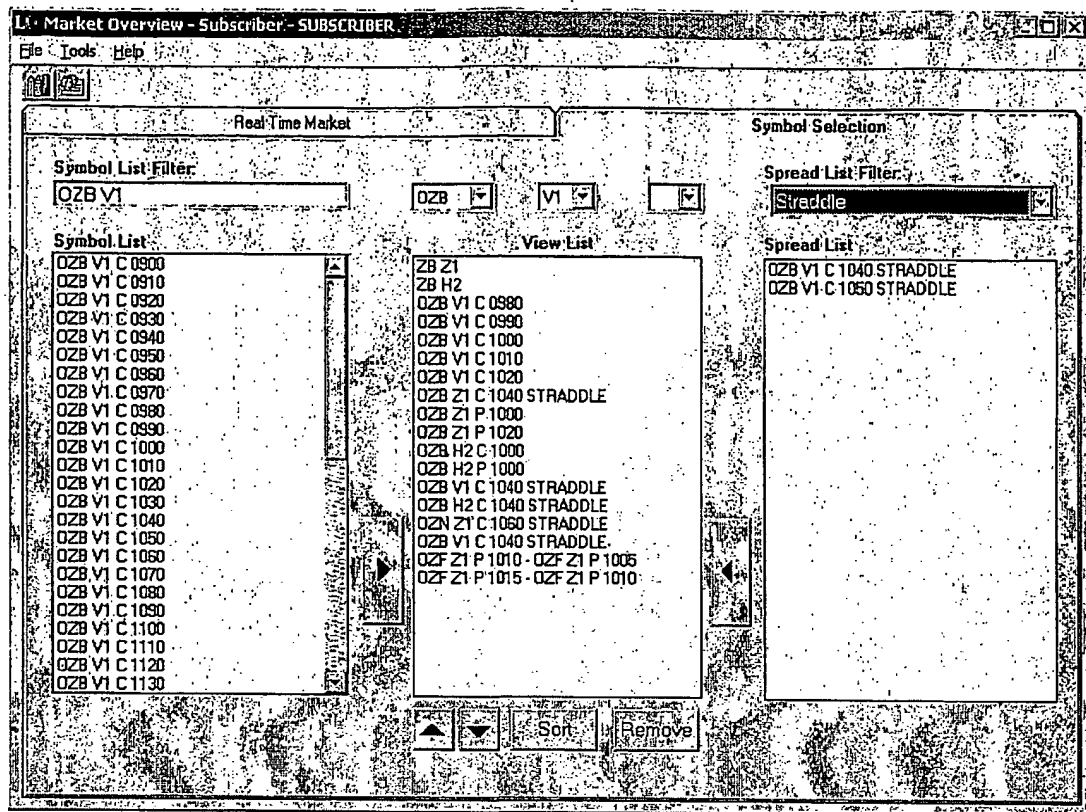 Market Overview - Subscriber - SUBSCRIBER
File Tools Help
Real Time Market
Symbol Selection
Symbol List Filter:
OZB V1
OZB
V1
Spread List Filter:
Straddle
Symbol List
OZB V1 C 0900
OZB V1 C 0910
OZB V1 C 0920
OZB V1 C 0930
OZB V1 C 0940
OZB V1 C 0950
OZB V1 C 0960
OZB V1 C 0970
OZB V1 C 0980
OZB V1 C 0990
OZB V1 C 1000
OZB V1 C 1010
OZB V1 C 1020
OZB V1 C 1030
OZB V1 C 1040
OZB V1 C 1050
OZB V1 C 1060
OZB V1 C 1070
OZB V1 C 1080
OZB V1 C 1090
OZB V1 C 1100
OZB V1 C 1110
OZB V1 C 1120
OZB V1 C 1130
View List
ZB Z1
ZB H2
OZB V1 C 0980
OZB V1 C 0990
OZB V1 C 1000
OZB V1 C 1010
OZB V1 C 1020
OZB Z1 C 1040 STRADDLE
OZB Z1 P 1000
OZB Z1 P 1020
OZB H2 C 1000
OZB H2 P 1000
OZB V1 C 1040 STRADDLE
OZB H2 C 1040 STRADDLE
OZN Z1 C 1060 STRADDLE
OZB V1 C 1040 STRADDLE
OZF Z1 P 1010 - OZF Z1 P 1005
OZF Z1 P 1015 - OZF Z1 P 1010
Spread List
OZB V1 C 1040 STRADDLE
OZB V1 C 1050 STRADDLE
Sort
Remove